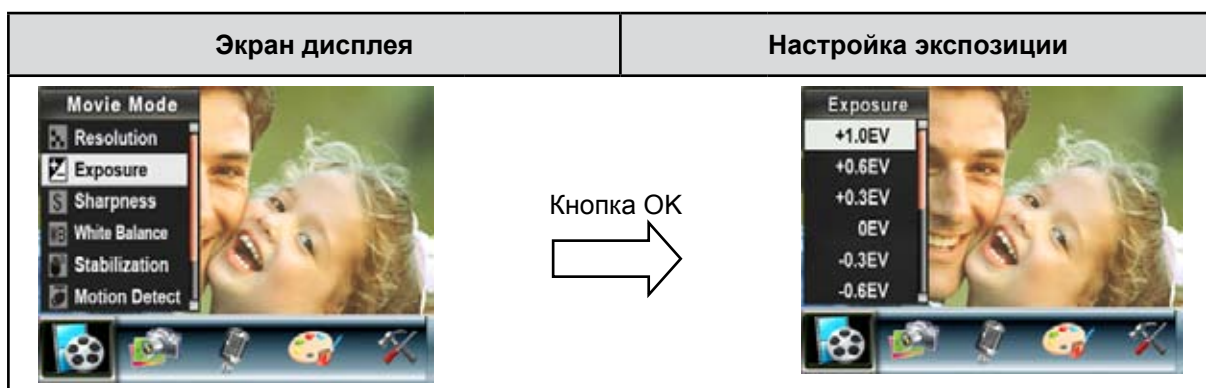 Экран дисплея
Настройка экспозиции
Movie Mode
Resolution
Exposure
Sharpness
White Balance
Stabilization
Motion Detect
Кнопка OK
Exposure
+1.0EV
+0.6EV
+0.3EV
0EV
-0.3EV
-0.6EV